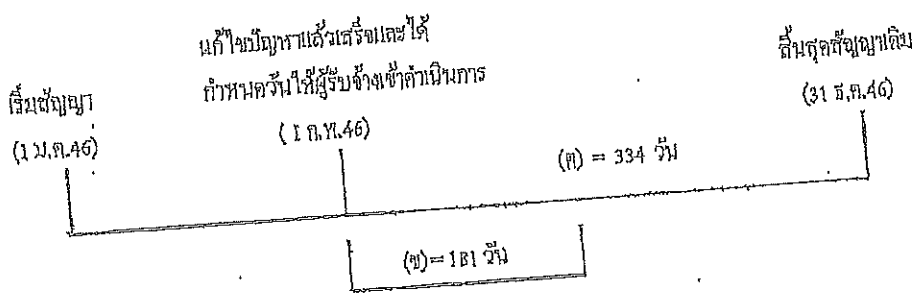 แก้ไขปัญหาแล้วเสร็จและได้
กำหนดวันให้ผู้รับจ้างเข้าดำเนินการ
(1 ก.พ.46)
เริ่มสัญญา
(1 ม.ค.46)
สิ้นสุดสัญญาเดิม
(31 ธ.ค.46)
(ค) = 334 วัน
(ข) = 181 วัน